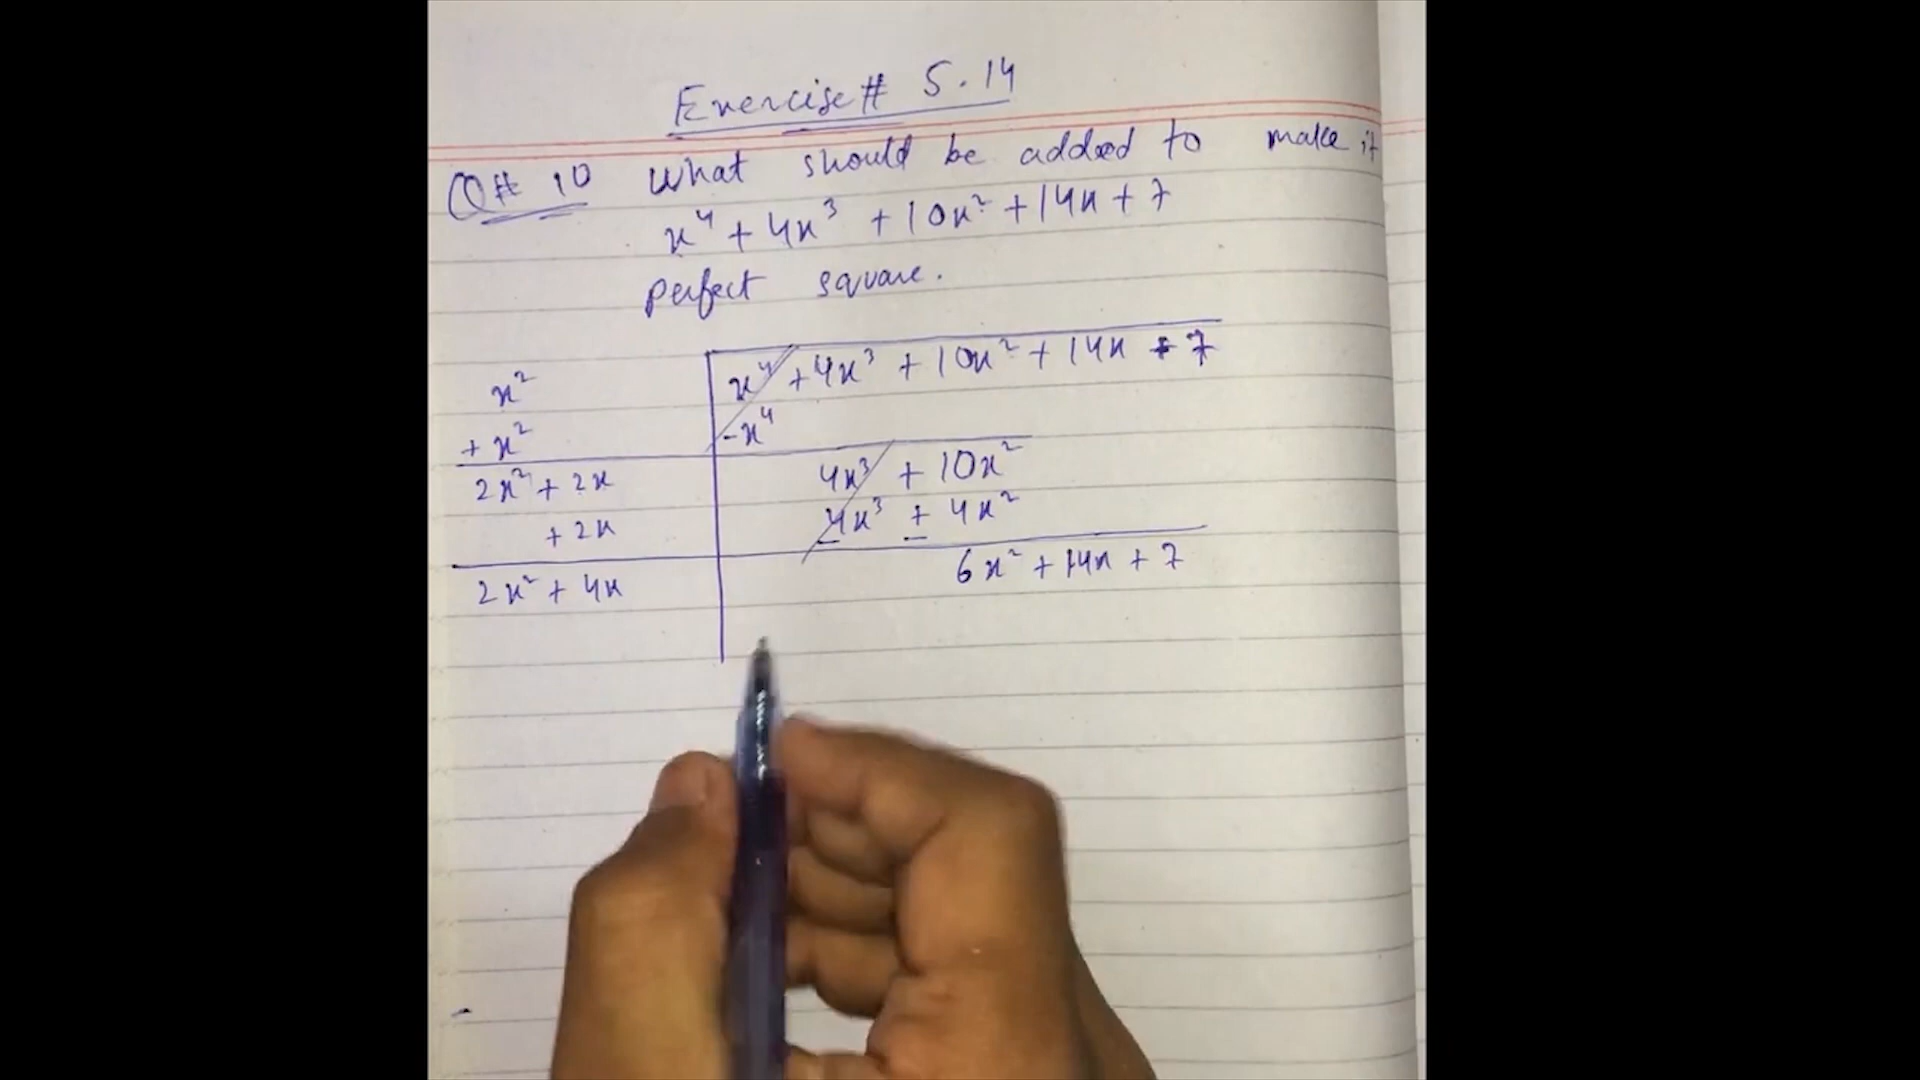 Exercise # 5.14
Q# 10 What should be added to make it
x⁴ + 4x³ + 10x² + 14x + 7
perfect square.
x² x⁴ + 4x³ + 10x² + 14x + 7
+ x² -x⁴
2x² + 2x 4x³ + 10x²
+ 2x 4x³ ± 4x²
2x² + 4x 6x² + 14x + 7